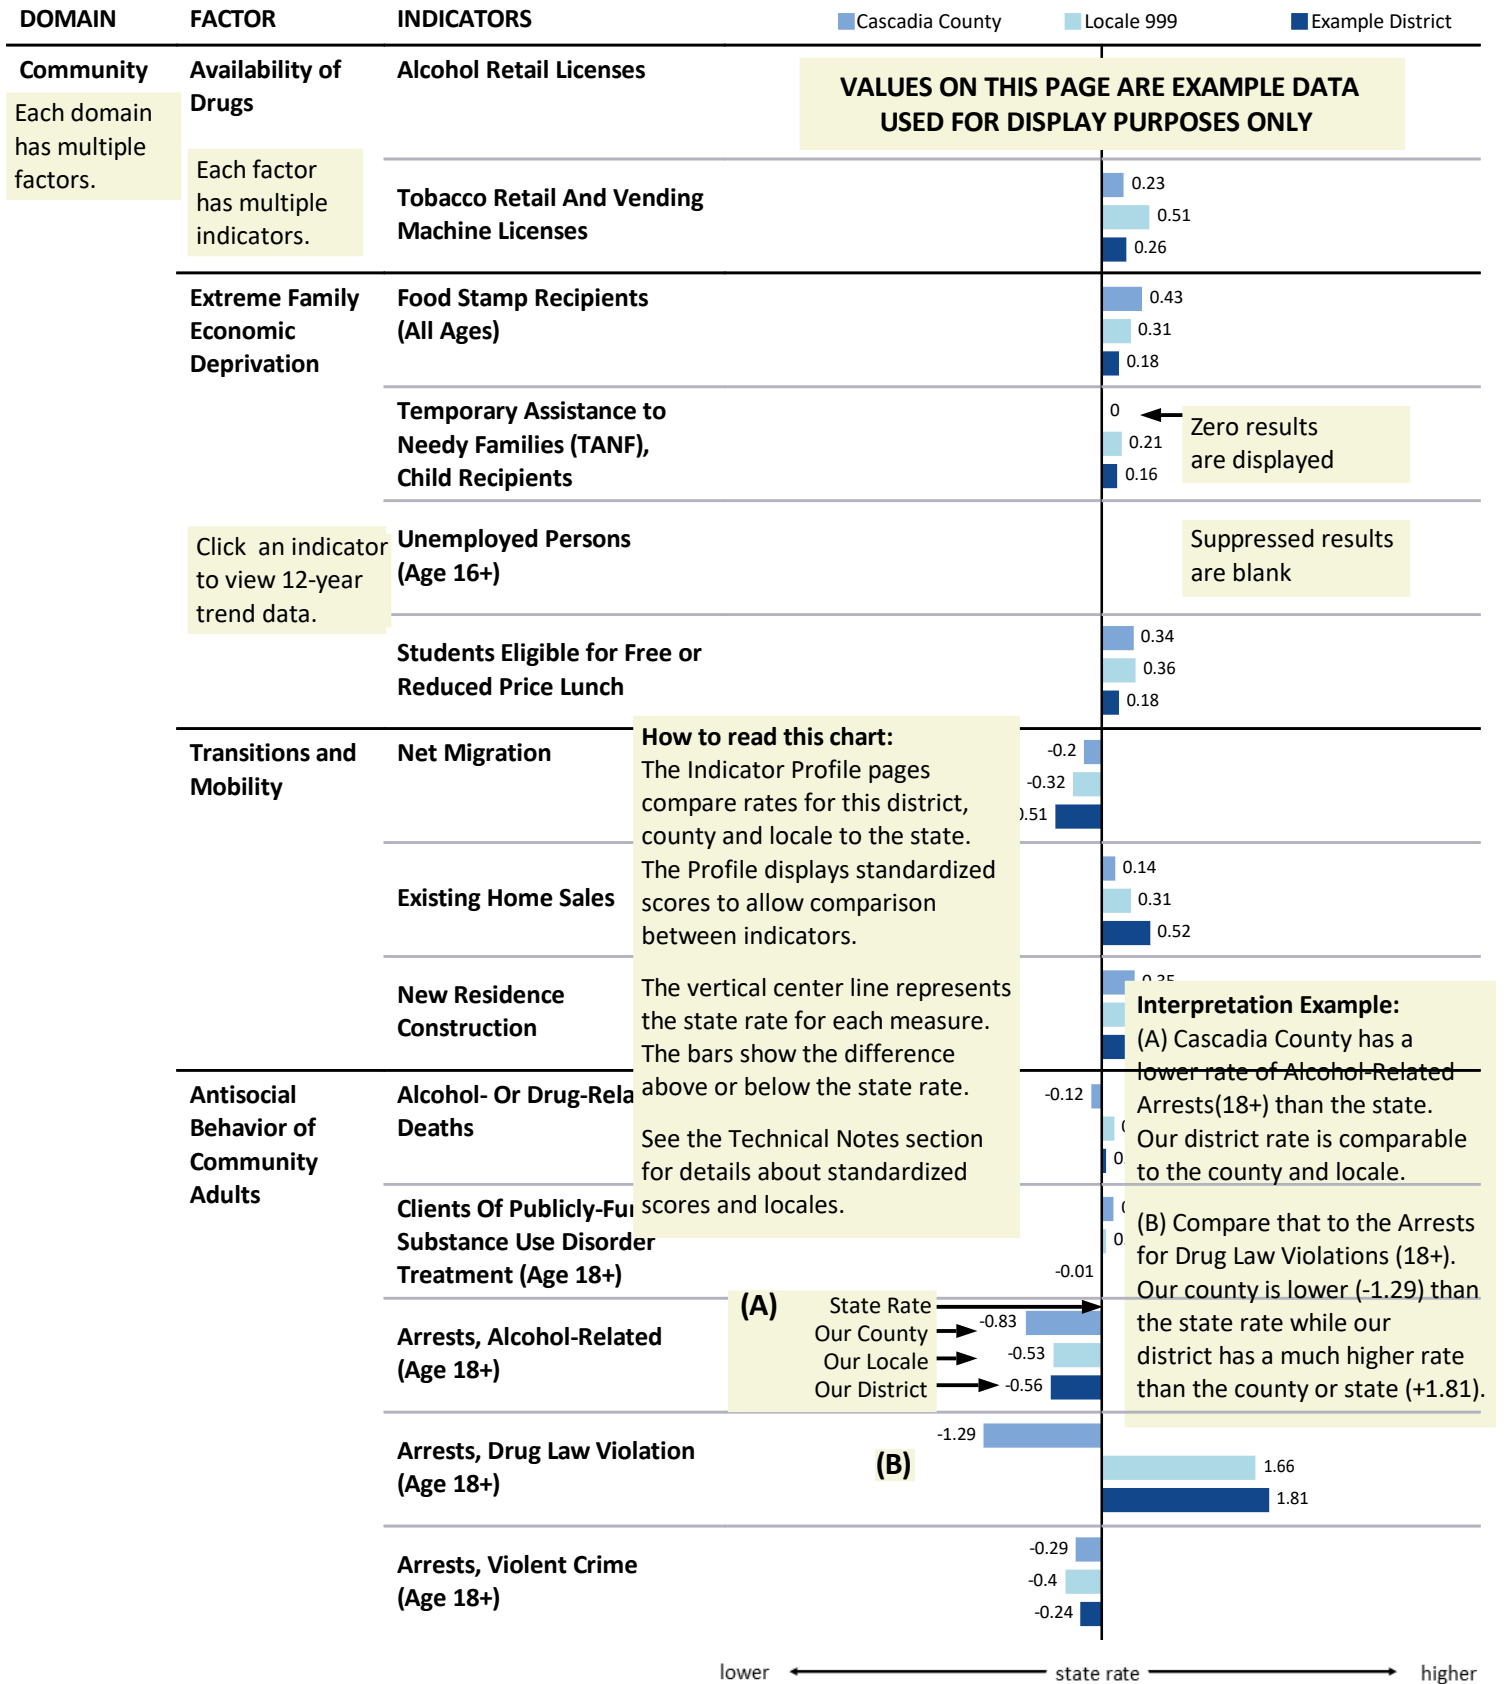 DOMAIN FACTOR INDICATORS Cascadia County Locale 999 Example District
Community
Each domain
has multiple
factors.
Availability of
Drugs
Each factor
has multiple
indicators.
Alcohol Retail Licenses
VALUES ON THIS PAGE ARE EXAMPLE DATA
USED FOR DISPLAY PURPOSES ONLY
Tobacco Retail And Vending
Machine Licenses
0.23
0.51
0.26
Extreme Family
Economic
Deprivation
Food Stamp Recipients
(All Ages)
0.43
0.31
0.18
Temporary Assistance to
Needy Families (TANF),
Child Recipients
0
0.21
0.16
Zero results
are displayed
Click an indicator
to view 12-year
trend data.
Unemployed Persons
(Age 16+)
Suppressed results
are blank
Students Eligible for Free or
Reduced Price Lunch
0.34
0.36
0.18
Transitions and
Mobility
Net Migration
-0.2
-0.32
.51
How to read this chart:
The Indicator Profile pages
compare rates for this district,
county and locale to the state.
The Profile displays standardized
scores to allow comparison
between indicators.
The vertical center line represents
the state rate for each measure.
The bars show the difference
above or below the state rate.
See the Technical Notes section
for details about standardized
scores and locales.
Existing Home Sales
0.14
0.31
0.52
New Residence
Construction
Interpretation Example:
(A) Cascadia County has a
lower rate of Alcohol-Related
Arrests(18+) than the state.
Our district rate is comparable
to the county and locale.
(B) Compare that to the Arrests
for Drug Law Violations (18+).
Our county is lower (-1.29) than
the state rate while our
district has a much higher rate
than the county or state (+1.81).
Antisocial
Behavior of
Community
Adults
Alcohol- Or Drug-Rela
Deaths
-0.12
Clients Of Publicly-Fu
Substance Use Disorder
Treatment (Age 18+)
-0.01
Arrests, Alcohol-Related
(Age 18+)
(A)
State Rate
Our County
Our Locale
Our District
-0.83
-0.53
-0.56
Arrests, Drug Law Violation
(Age 18+)
(B)
-1.29
1.66
1.81
Arrests, Violent Crime
(Age 18+)
-0.29
-0.4
-0.24
lower state rate higher